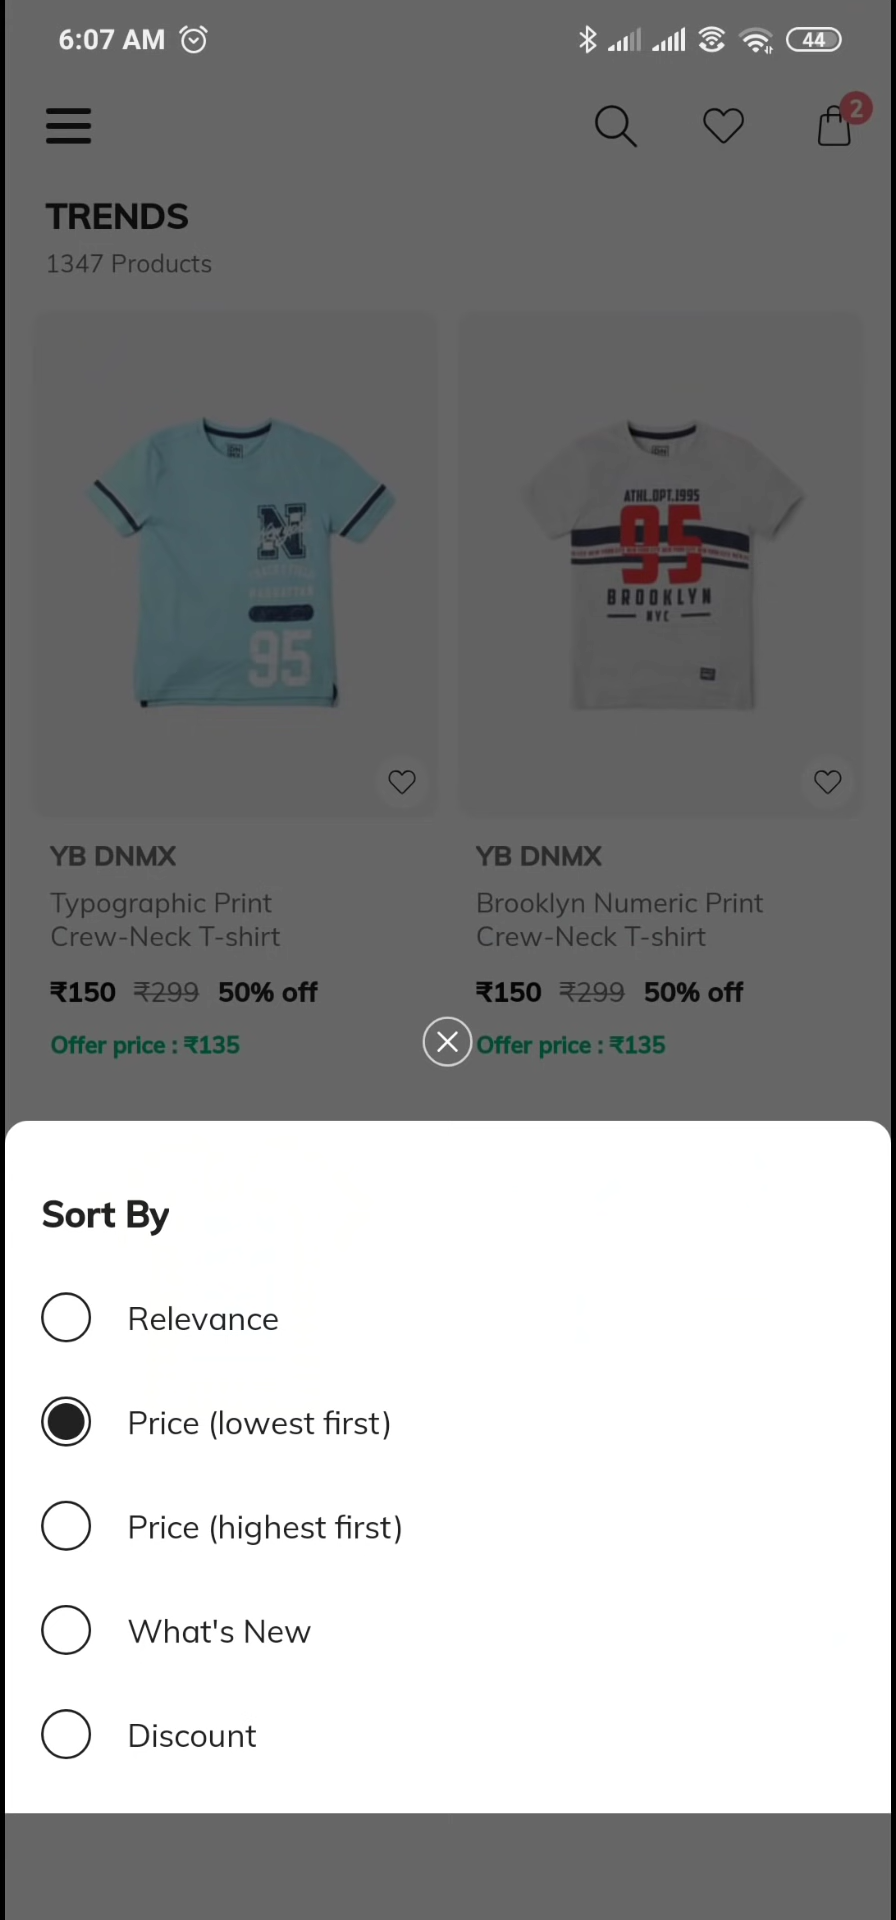 6:07 AM
44
2
TRENDS
1347 Products
N
95
ATHL.DPT.1995
95
BROOKLYN
NYC
YB DNMX
YB DNMX
Typographic Print
Crew-Neck T-shirt
Brooklyn Numeric Print
Crew-Neck T-shirt
₹150 ₹299 50% off
₹150 ₹299 50% off
Offer price : ₹135
Offer price : ₹135
Sort By
Relevance
Price (lowest first)
Price (highest first)
What's New
Discount